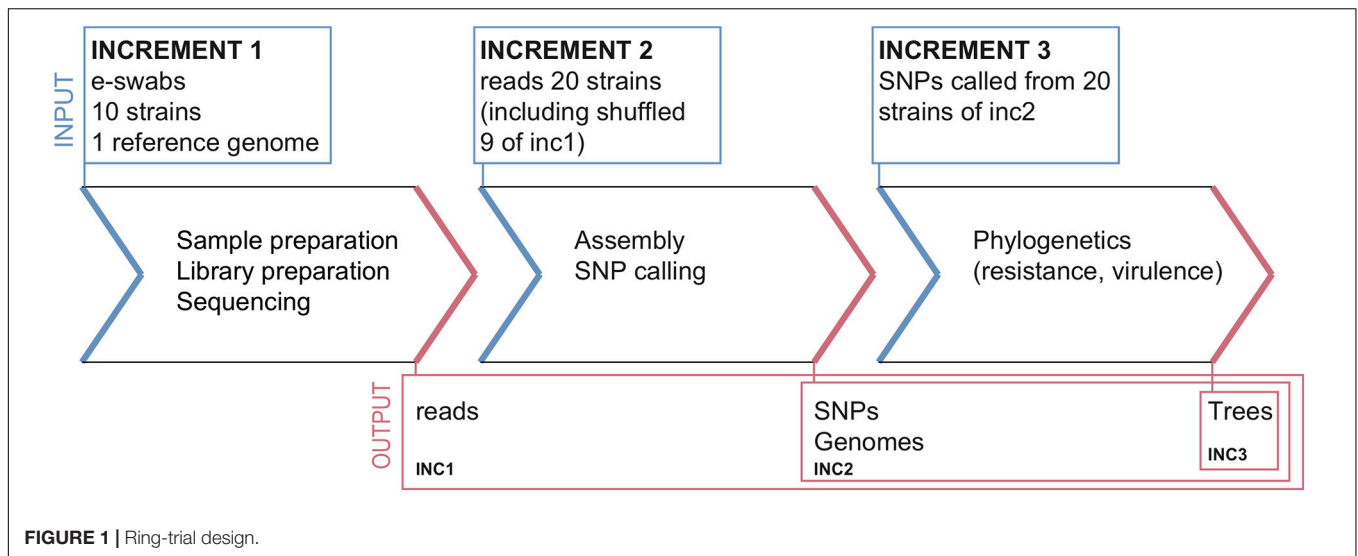 INPUT
INCREMENT 1
e-swabs
10 strains
1 reference genome
INCREMENT 2
reads 20 strains
(including shuffled
9 of inc1)
INCREMENT 3
SNPs called from 20
strains of inc2
Sample preparation
Library preparation
Sequencing
Assembly
SNP calling
Phylogenetics
(resistance, virulence)
OUTPUT
reads
INC1
SNPs
Genomes
INC2
Trees
INC3
FIGURE 1 | Ring-trial design.